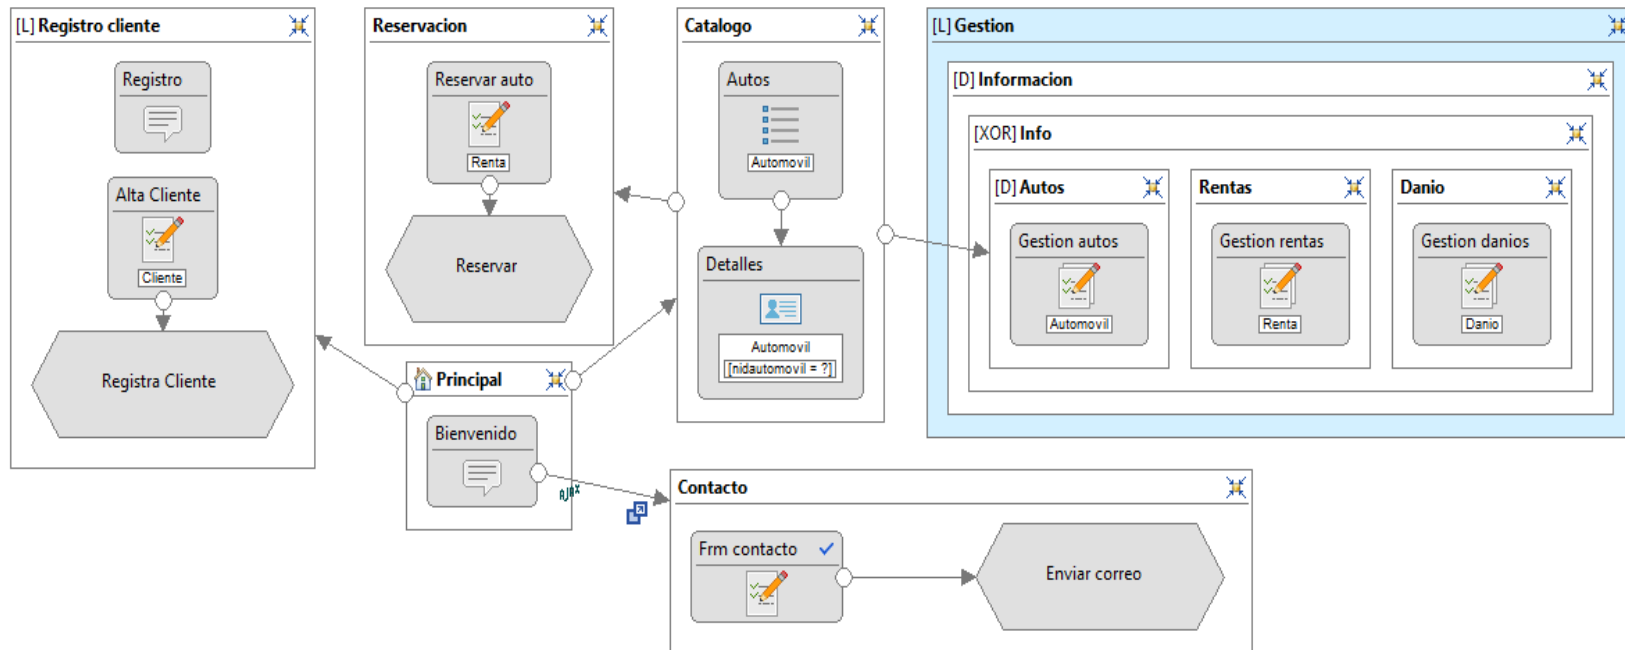 [L] Registro cliente
Registro
Alta Cliente
Cliente
Registra Cliente
Reservacion
Reservar auto
Renta
Reservar
Principal
Bienvenido
AJAX
Catalogo
Autos
Automovil
Detalles
Automovil
[nidautomovil = ?]
[L] Gestion
[D] Informacion
[XOR] Info
[D] Autos
Gestion autos
Automovil
Rentas
Gestion rentas
Renta
Danio
Gestion danios
Danio
Contacto
Frm contacto
Enviar correo